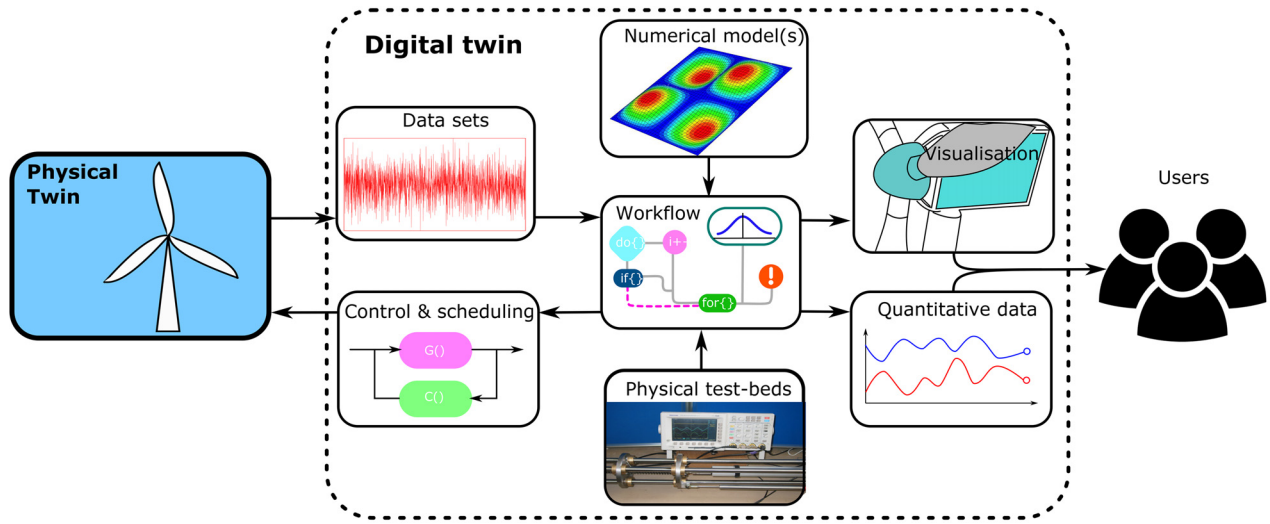 Digital twin
Numerical model(s)
Data sets
Physical
Twin
Visualisation
Users
Workflow
do{}
i++
if{}
for{}
Control & scheduling
G()
C()
Quantitative data
Physical test-beds